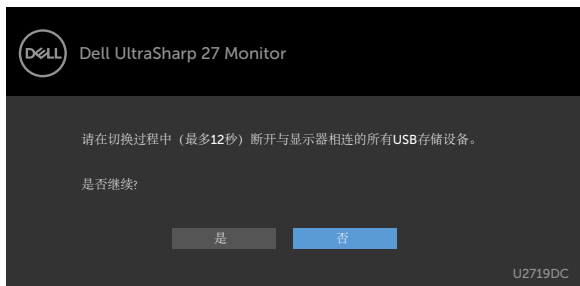 DELL
Dell UltraSharp 27 Monitor
请在切换过程中（最多12秒）断开与显示器相连的所有USB存储设备。
是否继续?
是 否
U2719DC